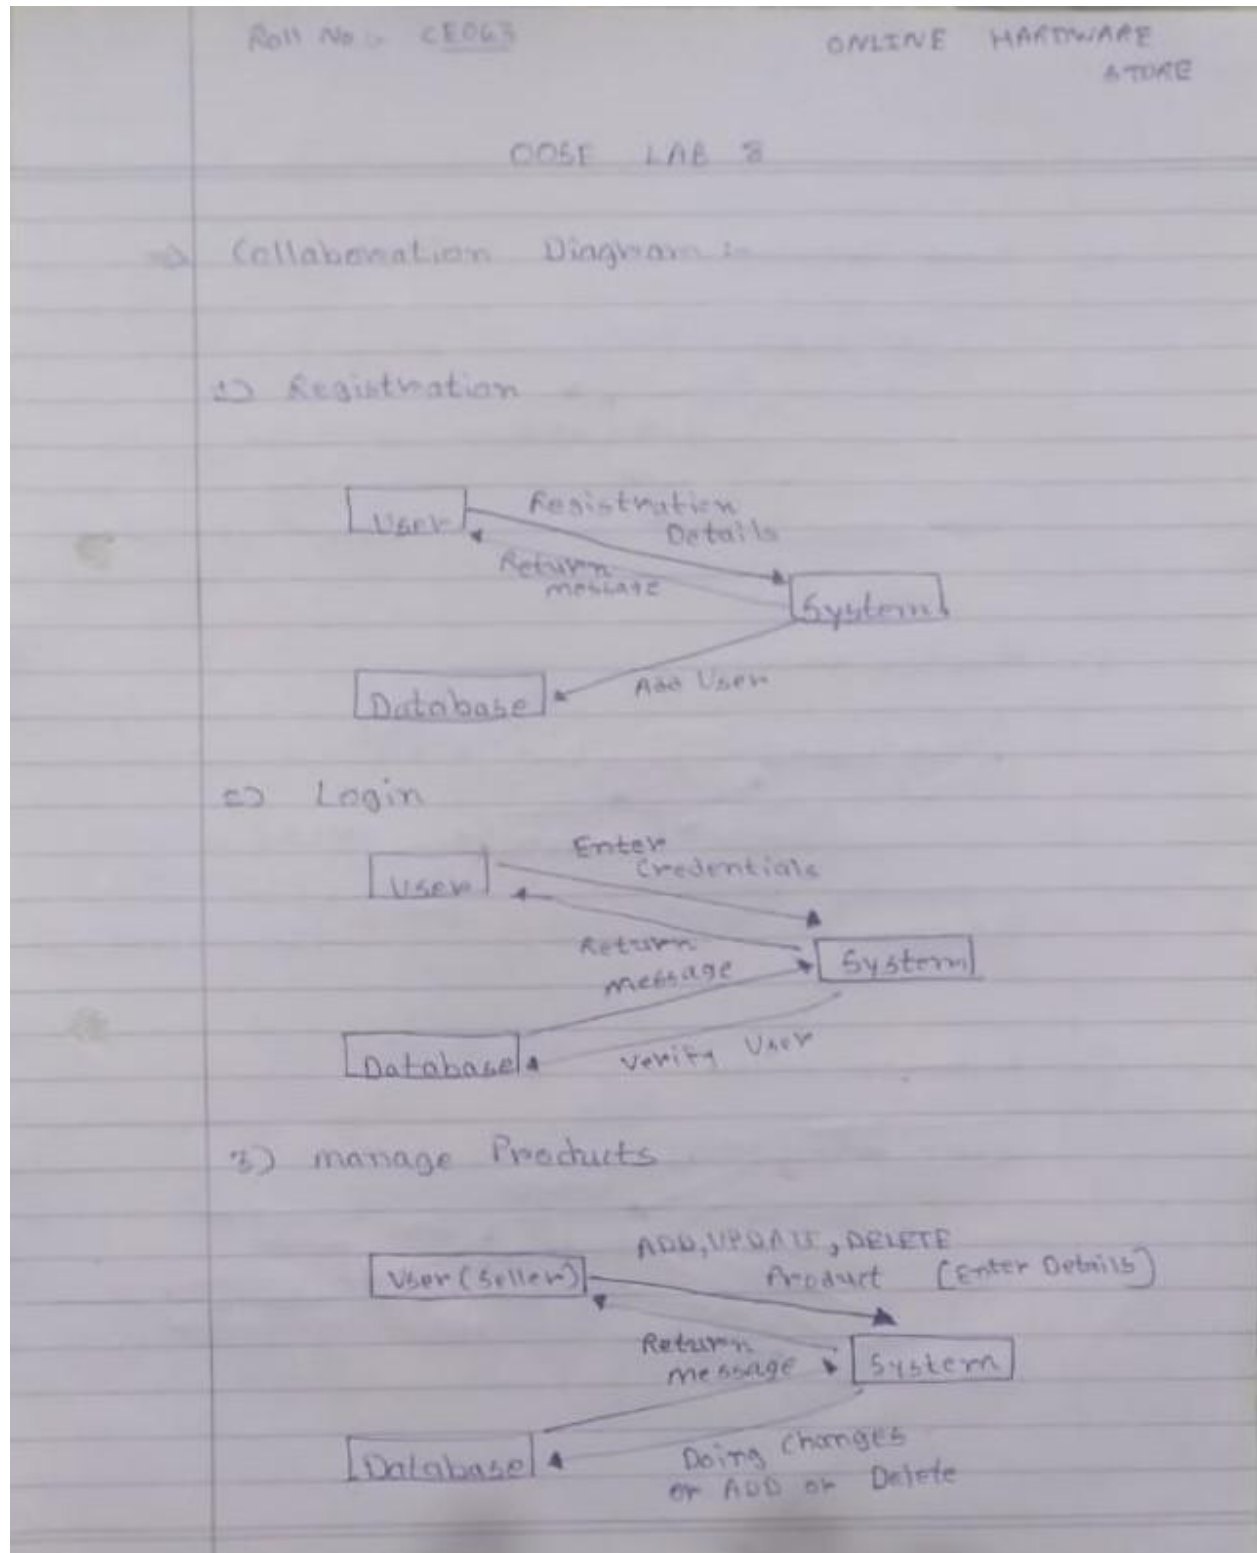 Roll No :- CE063
ONLINE HARDWARE
STORE
OOSE LAB 8
=> Collaboration Diagram :-
1) Registration
User
Registration
Details
Return
message
System
Database
Add User
2) Login
User
Enter
Credentials
Return
message
System
Database
Verify User
3) manage Products
User (Seller)
ADD, UPDATE, DELETE
Product (Enter Details)
Return
message
System
Database
Doing Changes
or ADD or Delete